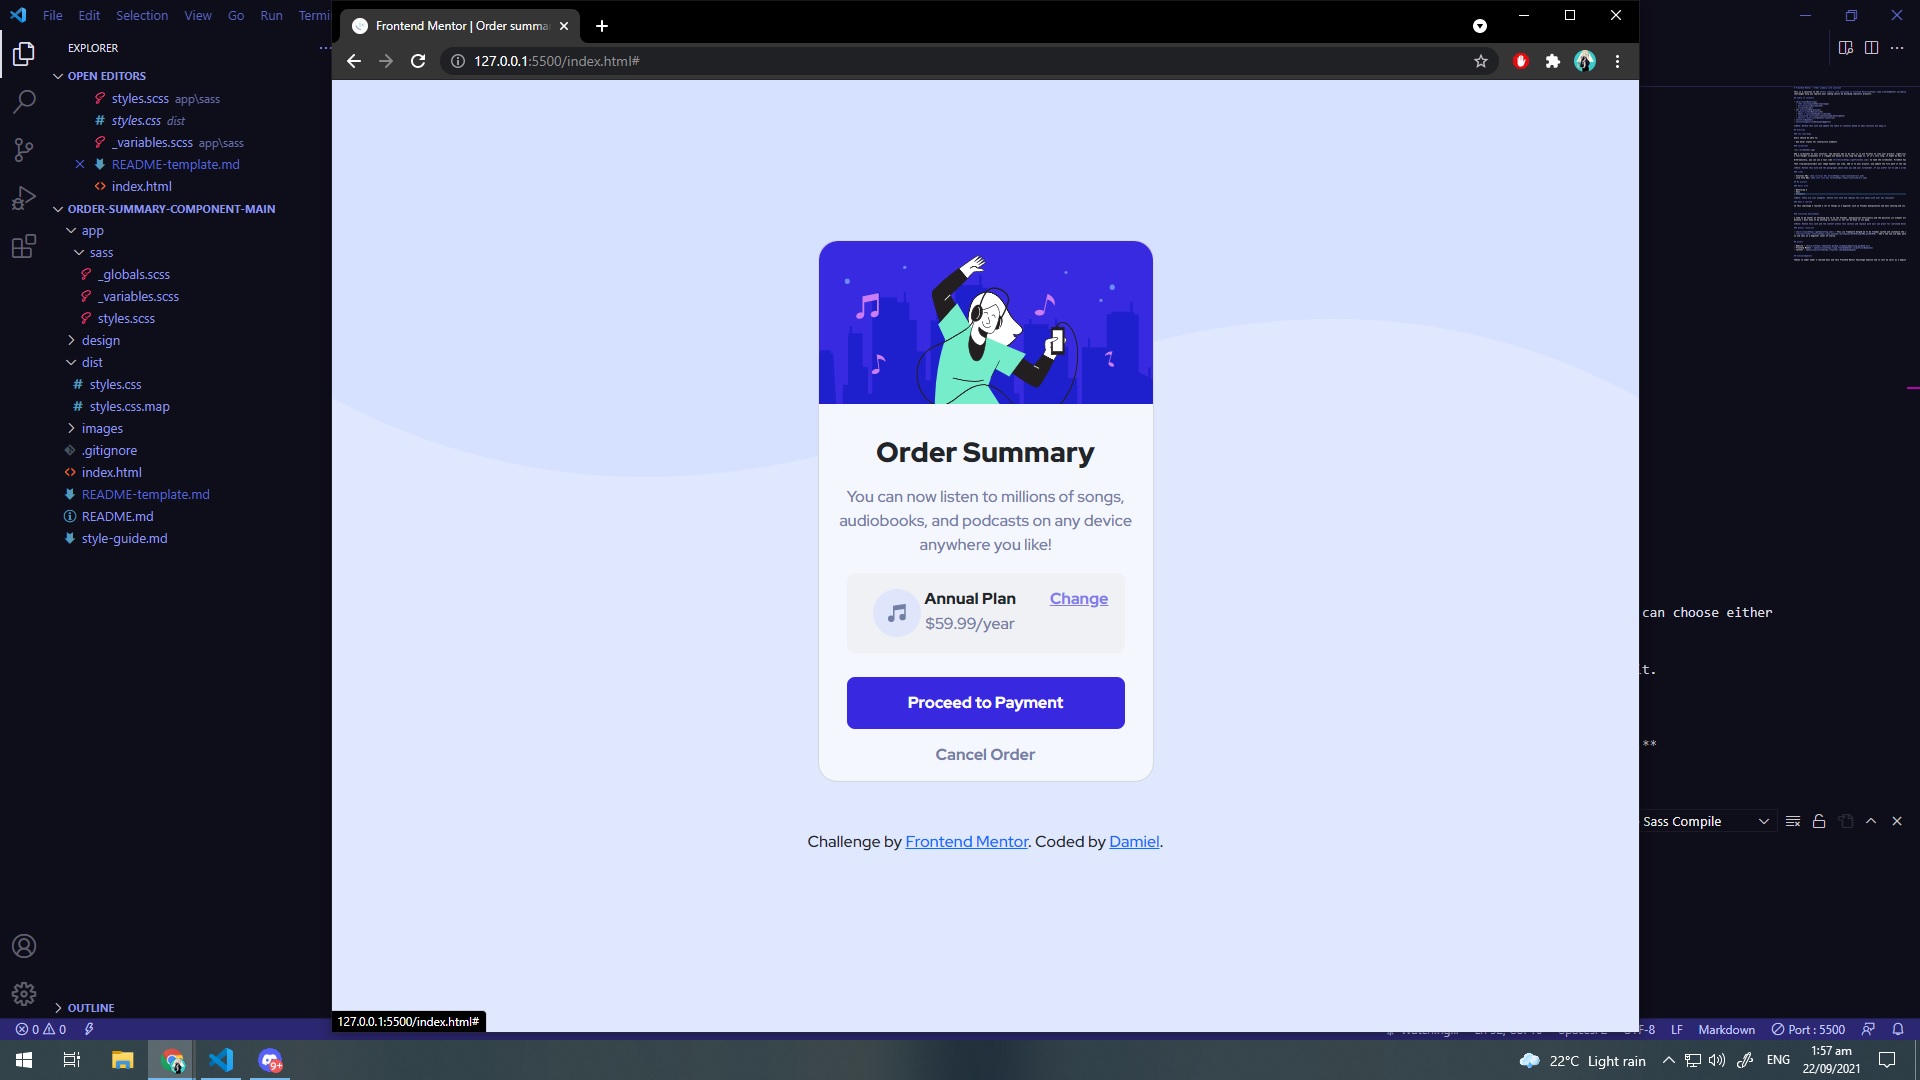 File Edit Selection View Go Run Termi
Frontend Mentor | Order summa
127.0.0.1:5500/index.html#
EXPLORER
OPEN EDITORS
styles.scss app\sass
styles.css dist
_variables.scss app\sass
README-template.md
index.html
ORDER-SUMMARY-COMPONENT-MAIN
app
sass
_globals.scss
_variables.scss
styles.scss
design
dist
styles.css
styles.css.map
images
.gitignore
index.html
README-template.md
README.md
style-guide.md
OUTLINE
Order Summary
You can now listen to millions of songs,
audiobooks, and podcasts on any device
anywhere you like!
Annual Plan
Change
$59.99/year
Proceed to Payment
Cancel Order
Challenge by Frontend Mentor. Coded by Damiel.
can choose either
it.
**
Sass Compile
127.0.0.1:5500/index.html#
0 0
LF Markdown Port : 5500
9+
22°C Light rain
ENG
1:57 am
22/09/2021